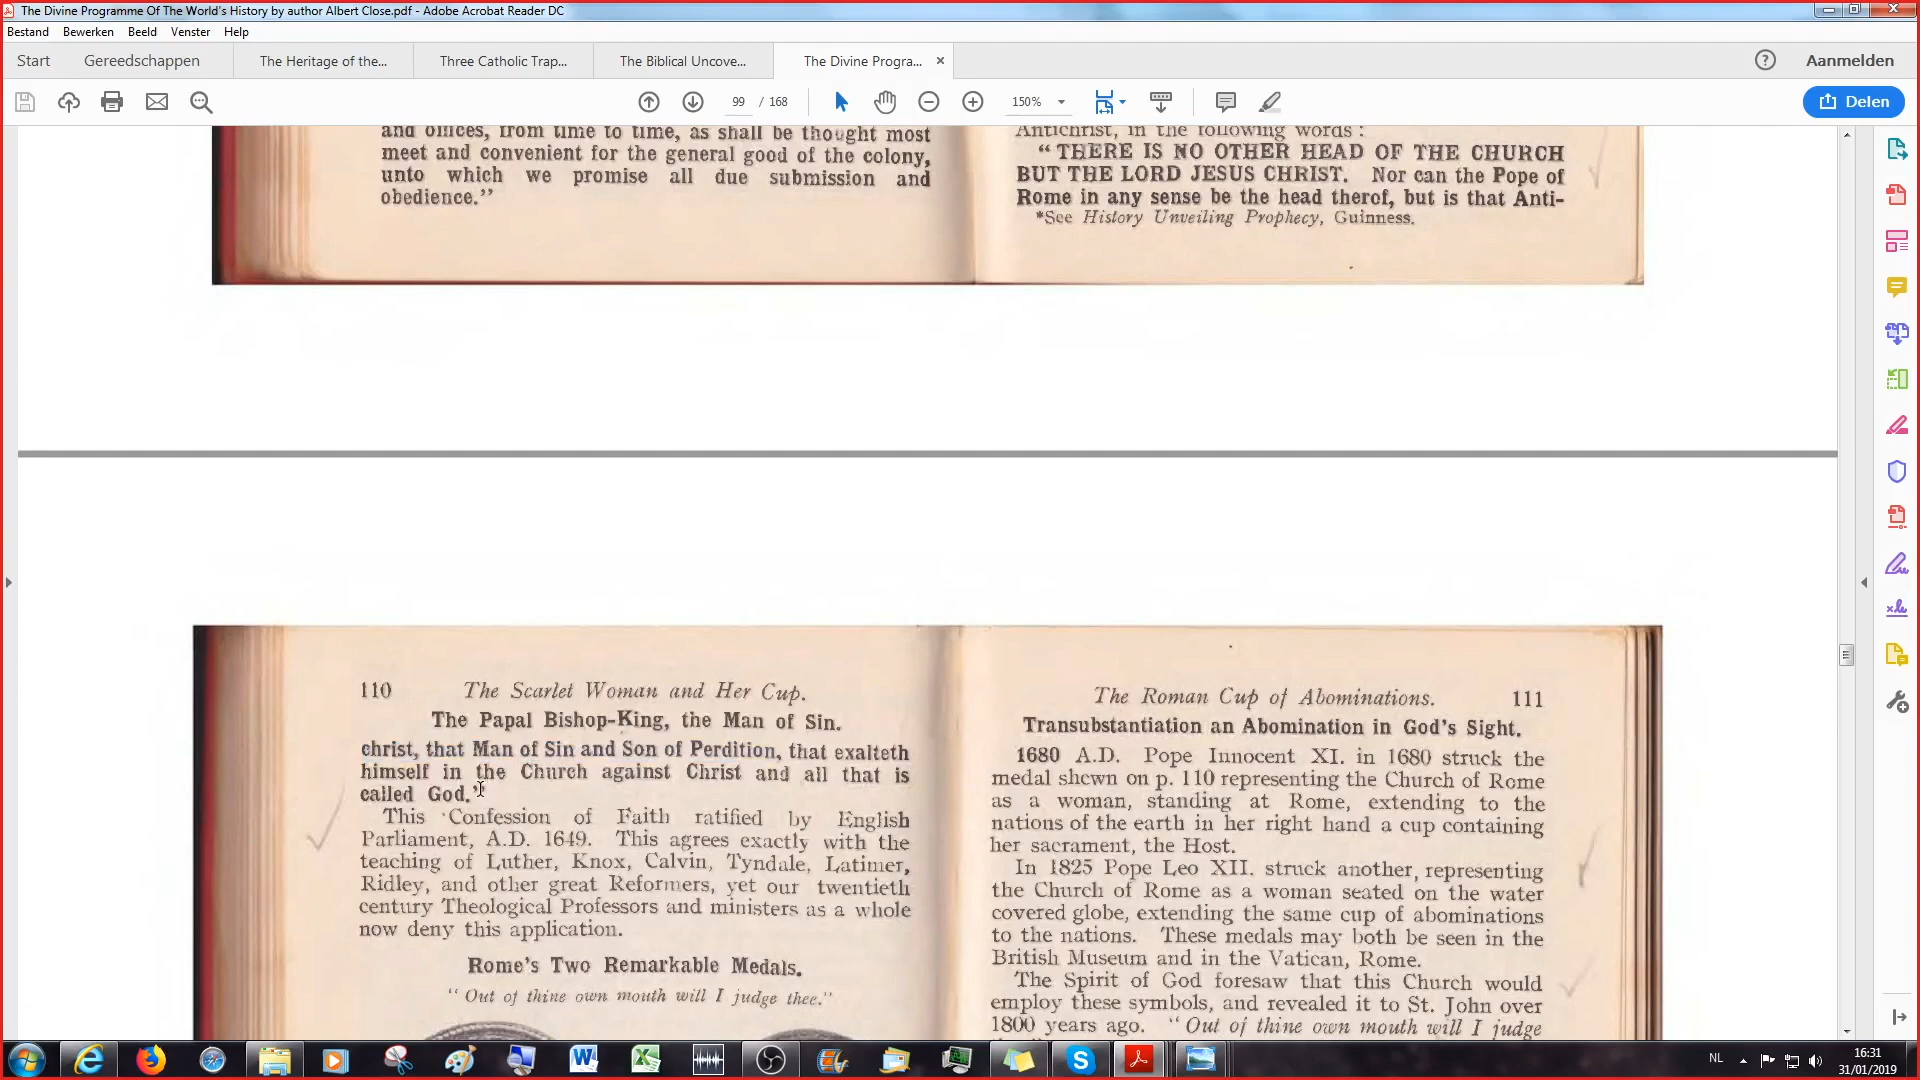 The Divine Programme Of The World's History by author Albert Close.pdf - Adobe Acrobat Reader DC
Bestand Bewerken Beeld Venster Help
Start Gereedschappen The Heritage of the... Three Catholic Trap... The Biblical Uncove... The Divine Progra... Aanmelden
99 / 168 150% Delen
and offices, from time to time, as shall be thought most
meet and convenient for the general good of the colony,
unto which we promise all due submission and
obedience."
Antichrist, in the following words :
"THERE IS NO OTHER HEAD OF THE CHURCH
BUT THE LORD JESUS CHRIST. Nor can the Pope of
Rome in any sense be the head therof, but is that Anti-
*See History Unveiling Prophecy, Guinness.
110 The Scarlet Woman and Her Cup.
The Papal Bishop-King, the Man of Sin.
christ, that Man of Sin and Son of Perdition, that exalteth
himself in the Church against Christ and all that is
called God."
This Confession of Faith ratified by English
Parliament, A.D. 1649. This agrees exactly with the
teaching of Luther, Knox, Calvin, Tyndale, Latimer,
Ridley, and other great Reformers, yet our twentieth
century Theological Professors and ministers as a whole
now deny this application.
Rome's Two Remarkable Medals.
"Out of thine own mouth will I judge thee."
The Roman Cup of Abominations. 111
Transubstantiation an Abomination in God's Sight.
1680 A.D. Pope Innocent XI. in 1680 struck the
medal shewn on p. 110 representing the Church of Rome
as a woman, standing at Rome, extending to the
nations of the earth in her right hand a cup containing
her sacrament, the Host.
In 1825 Pope Leo XII. struck another, representing
the Church of Rome as a woman seated on the water
covered globe, extending the same cup of abominations
to the nations. These medals may both be seen in the
British Museum and in the Vatican, Rome.
The Spirit of God foresaw that this Church would
employ these symbols, and revealed it to St. John over
1800 years ago. "Out of thine own mouth will I judge
NL 16:31
31/01/2019